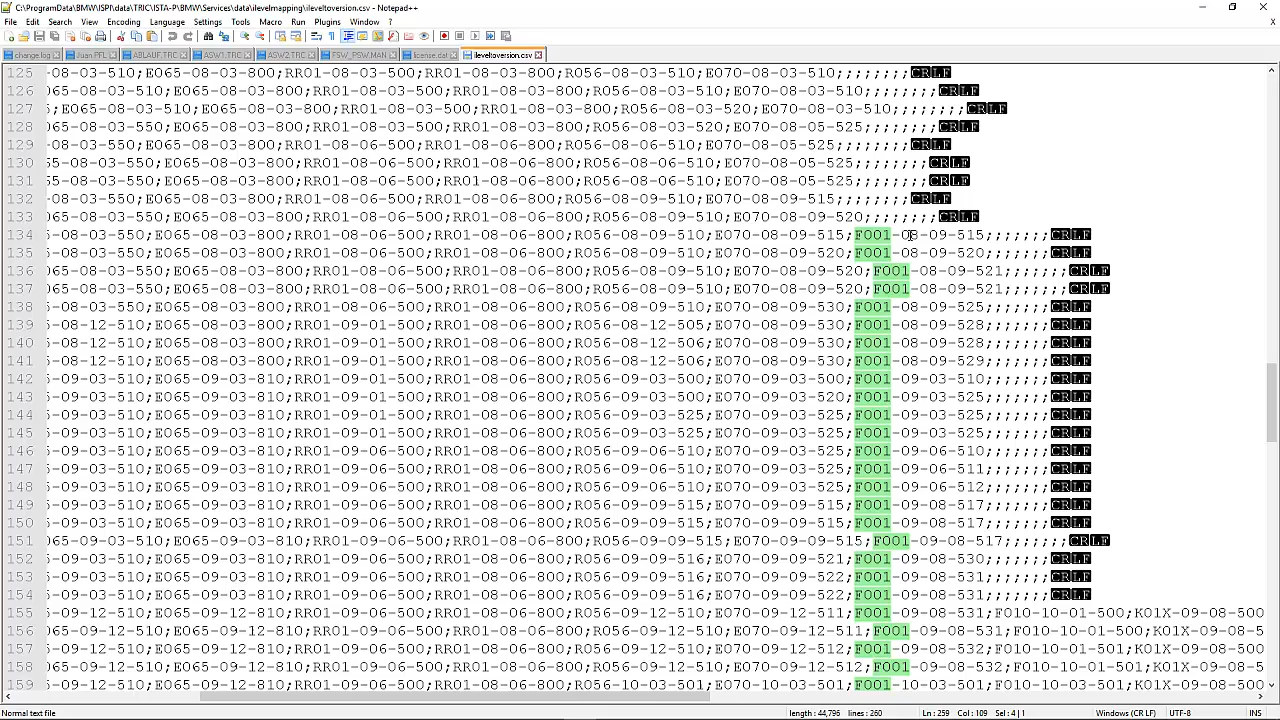 C:\ProgramData\BMW\ISPI\data\TRIC\ISTA-P\BMW\Services\data\ilevelmapping\ileveltoversion.csv - Notepad++
File Edit Search View Encoding Language Settings Tools Macro Run Plugins Window ?
change.log Juan.PFL ABLAUF.TRC ASW1.TRC ASW2.TRC FSW_PSW.MAN license.dat ileveltoversion.csv
125 -08-03-510;E065-08-03-800;RR01-08-03-500;RR01-08-03-800;R056-08-03-510;E070-08-03-510;;;;;;;;CRLF
126 065-08-03-510;E065-08-03-800;RR01-08-03-500;RR01-08-03-800;R056-08-03-510;E070-08-03-510;;;;;;;;CRLF
127 ;E065-08-03-510;E065-08-03-800;RR01-08-03-500;RR01-08-03-800;R056-08-03-520;E070-08-03-510;;;;;;;;CRLF
128 065-08-03-550;E065-08-03-800;RR01-08-03-500;RR01-08-03-800;R056-08-03-510;E070-08-05-525;;;;;;;;CRLF
129 -08-03-550;E065-08-03-800;RR01-08-03-500;RR01-08-03-800;R056-08-03-510;E070-08-05-525;;;;;;;;CRLF
130 65-08-03-550;E065-08-03-800;RR01-08-06-500;RR01-08-06-800;R056-08-06-510;E070-08-05-525;;;;;;;;CRLF
131 65-08-03-550;E065-08-03-800;RR01-08-06-500;RR01-08-06-800;R056-08-06-510;E070-08-05-525;;;;;;;;CRLF
132 -08-03-550;E065-08-03-800;RR01-08-06-500;RR01-08-06-800;R056-08-06-510;E070-08-09-515;;;;;;;;CRLF
133 065-08-03-550;E065-08-03-800;RR01-08-06-500;RR01-08-06-800;R056-08-09-510;E070-08-09-520;;;;;;;;CRLF
134 -08-03-550;E065-08-03-800;RR01-08-06-500;RR01-08-06-800;R056-08-09-510;E070-08-09-515;F001-08-09-515;;;;;;;CRLF
135 -08-03-550;E065-08-03-800;RR01-08-06-500;RR01-08-06-800;R056-08-09-510;E070-08-09-520;F001-08-09-520;;;;;;;CRLF
136 065-08-03-550;E065-08-03-800;RR01-08-06-500;RR01-08-06-800;R056-08-09-510;E070-08-09-520;F001-08-09-521;;;;;;;CRLF
137 065-08-03-550;E065-08-03-800;RR01-08-06-500;RR01-08-06-800;R056-08-09-510;E070-08-09-520;F001-08-09-521;;;;;;;CRLF
138 -08-03-550;E065-08-03-800;RR01-08-06-500;RR01-08-06-800;R056-08-09-510;E070-08-09-525;F001-08-09-525;;;;;;;CRLF
139 -08-12-510;E065-08-03-800;RR01-09-01-500;RR01-08-06-800;R056-08-12-505;E070-08-09-530;F001-08-09-528;;;;;;;CRLF
140 -08-12-510;E065-08-03-800;RR01-09-01-500;RR01-08-06-800;R056-08-12-506;E070-08-09-530;F001-08-09-528;;;;;;;CRLF
141 -08-12-510;E065-08-03-800;RR01-09-01-500;RR01-08-06-800;R056-08-12-506;E070-08-09-530;F001-08-09-529;;;;;;;CRLF
142 -09-03-510;E065-09-03-810;RR01-09-01-500;RR01-08-06-800;R056-09-03-510;E070-09-03-500;F001-09-03-510;;;;;;;CRLF
143 -09-03-510;E065-09-03-810;RR01-09-01-500;RR01-08-06-800;R056-09-03-500;E070-09-03-520;F001-09-03-525;;;;;;;CRLF
144 -09-03-510;E065-09-03-810;RR01-09-01-500;RR01-08-06-800;R056-09-03-525;E070-09-03-525;F001-09-03-525;;;;;;;CRLF
145 -09-03-510;E065-09-03-810;RR01-09-06-500;RR01-08-06-800;R056-09-03-525;E070-09-03-525;F001-09-03-525;;;;;;;CRLF
146 -09-03-510;E065-09-03-810;RR01-09-06-500;RR01-08-06-800;R056-09-06-510;E070-09-03-525;F001-09-06-510;;;;;;;CRLF
147 -09-03-510;E065-09-03-810;RR01-09-06-500;RR01-08-06-800;R056-09-06-510;E070-09-03-525;F001-09-06-511;;;;;;;CRLF
148 -09-03-510;E065-09-03-810;RR01-09-06-500;RR01-08-06-800;R056-09-06-510;E070-09-03-525;F001-09-06-512;;;;;;;CRLF
149 -09-03-510;E065-09-03-810;RR01-09-06-500;RR01-08-06-800;R056-09-09-515;E070-09-09-515;F001-09-08-517;;;;;;;CRLF
150 -09-03-510;E065-09-03-810;RR01-09-06-500;RR01-08-06-800;R056-09-09-515;E070-09-09-515;F001-09-08-517;;;;;;;CRLF
151 065-09-03-510;E065-09-03-810;RR01-09-06-500;RR01-08-06-800;R056-09-09-515;E070-09-09-515;F001-09-08-517;;;;;;;CRLF
152 -09-03-510;E065-09-03-810;RR01-09-06-500;RR01-08-06-800;R056-09-09-516;E070-09-09-521;F001-09-08-530;;;;;;;CRLF
153 -09-03-510;E065-09-03-810;RR01-09-06-500;RR01-08-06-800;R056-09-09-516;E070-09-09-222;F001-09-08-531;;;;;;;CRLF
154 -09-03-510;E065-09-03-810;RR01-09-06-500;RR01-08-06-800;R056-09-09-516;E070-09-09-222;F001-09-08-531;;;;;;;CRLF
155 -09-12-510;E065-09-12-810;RR01-09-06-500;RR01-08-06-800;R056-09-12-510;E070-09-12-511;F001-09-08-531;F010-10-01-500;K01X-09-08-500
156 065-09-12-510;E065-09-12-810;RR01-09-06-500;RR01-08-06-800;R056-09-12-510;E070-09-12-511;F001-09-08-531;F010-10-01-500;K01X-09-08-5
157 -09-12-510;E065-09-12-810;RR01-09-06-500;RR01-08-06-800;R056-09-12-510;E070-09-12-512;F001-09-08-532;F010-10-01-501;K01X-09-08-500
158 065-09-12-510;E065-09-12-810;RR01-09-06-500;RR01-08-06-800;R056-09-12-510;E070-09-12-512;F001-09-08-532;F010-10-01-501;K01X-09-08-5
159 -09-12-510;E065-09-12-810;RR01-09-06-500;RR01-08-06-800;R056-10-03-501;E070-10-03-501;F001-10-03-501;F010-10-03-501;K01X-09-08-500
Normal text file length : 44,796 lines : 260 Ln : 259 Col : 109 Sel : 4 | 1 Windows (CR LF) UTF-8 INS